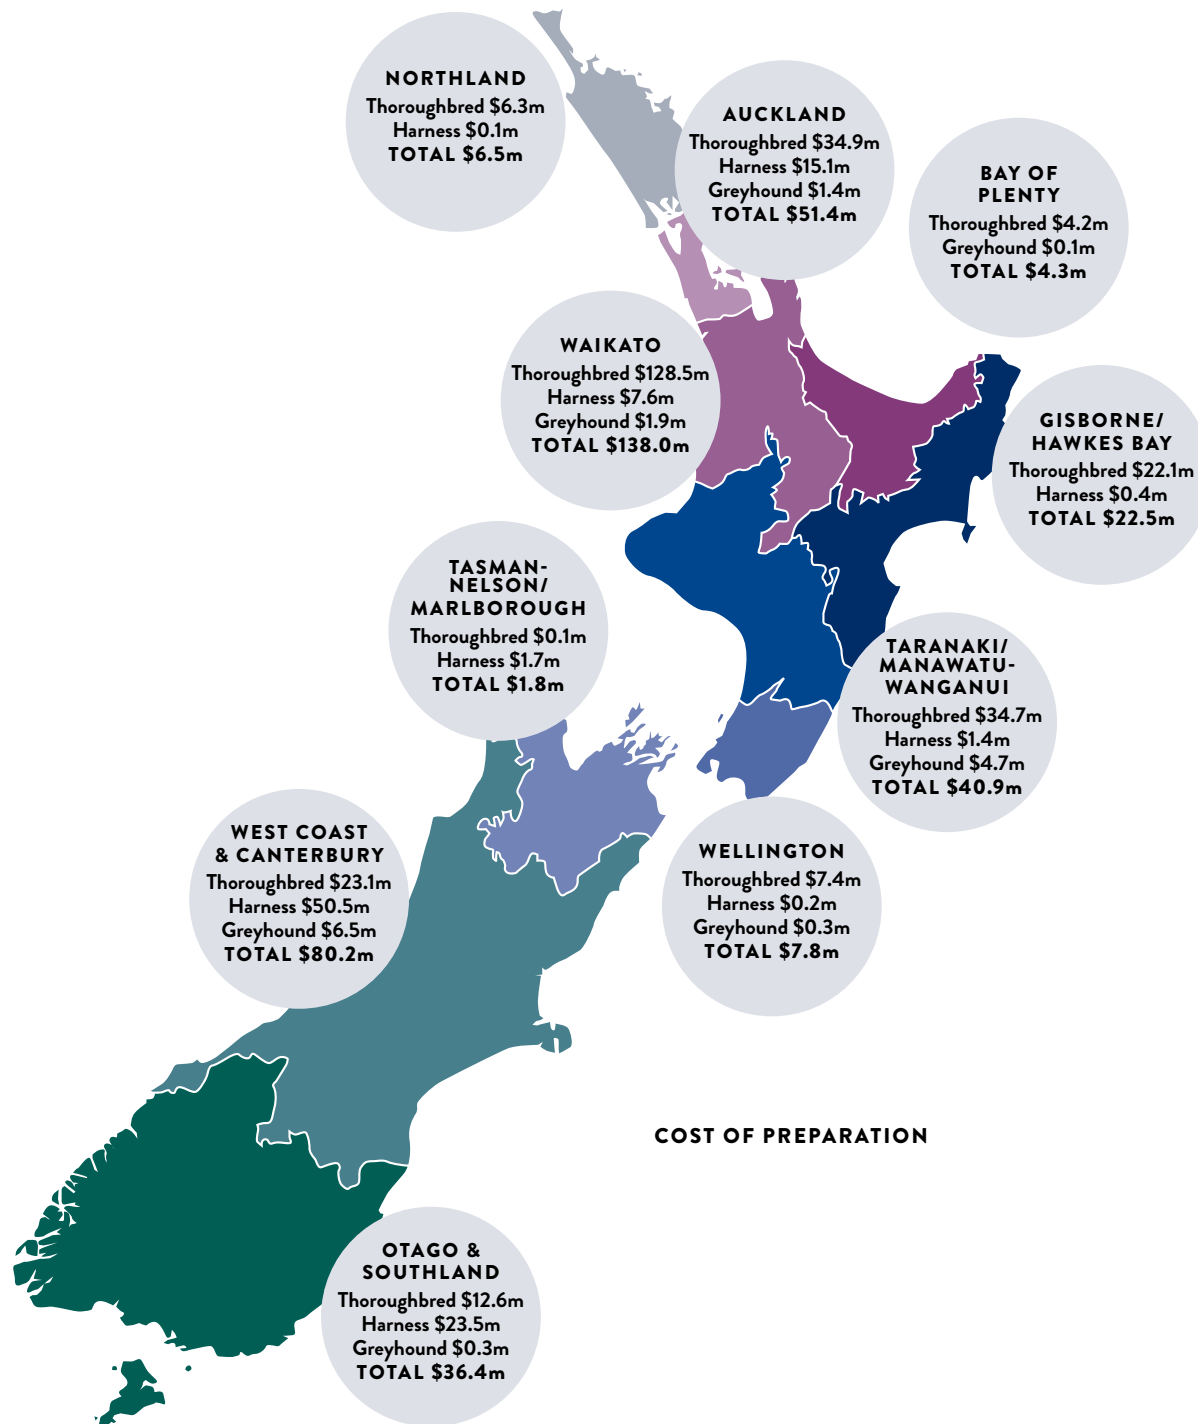 NORTHLAND
Thoroughbred $6.3m
Harness $0.1m
TOTAL $6.5m
AUCKLAND
Thoroughbred $34.9m
Harness $15.1m
Greyhound $1.4m
TOTAL $51.4m
BAY OF
PLENTY
Thoroughbred $4.2m
Greyhound $0.1m
TOTAL $4.3m
WAIKATO
Thoroughbred $128.5m
Harness $7.6m
Greyhound $1.9m
TOTAL $138.0m
GISBORNE/
HAWKES BAY
Thoroughbred $22.1m
Harness $0.4m
TOTAL $22.5m
TASMAN-
NELSON/
MARLBOROUGH
Thoroughbred $0.1m
Harness $1.7m
TOTAL $1.8m
TARANAKI/
MANAWATU-
WANGANUI
Thoroughbred $34.7m
Harness $1.4m
Greyhound $4.7m
TOTAL $40.9m
WEST COAST
& CANTERBURY
Thoroughbred $23.1m
Harness $50.5m
Greyhound $6.5m
TOTAL $80.2m
WELLINGTON
Thoroughbred $7.4m
Harness $0.2m
Greyhound $0.3m
TOTAL $7.8m
COST OF PREPARATION
OTAGO &
SOUTHLAND
Thoroughbred $12.6m
Harness $23.5m
Greyhound $0.3m
TOTAL $36.4m